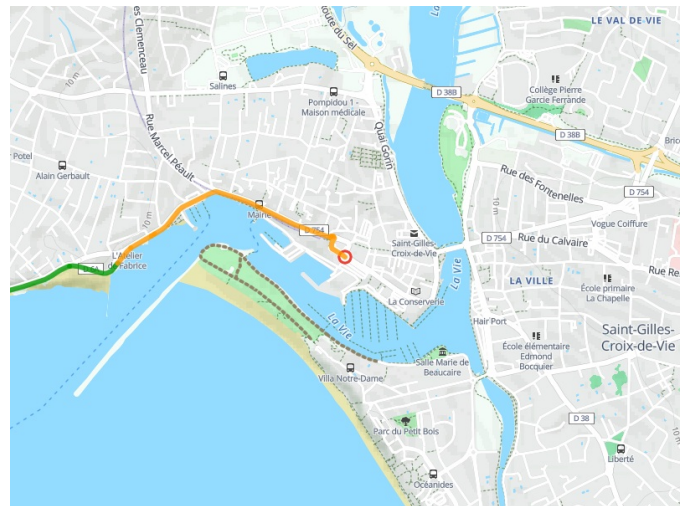 LE VAL DE VIE
Route du Sel
es Clemenceau
10 m
Salines
Pompidou 1 -
Maison médicale
D 38B
Collège Pierre
Garcie Ferrande
D 38B
Quai Gorin
Rue Marcel Péault
Potel
Alain Gerbault
Rue des Fontenelles
D 754
10 m
Mairie
10 m
D 754
Vogue Coiffure
Saint-Gilles
Croix-de-Vie
D 754
Rue du Calvaire
L'Atelier
de Fabrice
La Vie
Rue Re
LA VILLE
École primaire
La Chapelle
La Conserverie
La Vie
Hair Port
Saint-Gilles-
Croix-de-Vie
École élémentaire
Edmond
Bocquier
Salle Marie de
Beaucaire
Villa Notre-Dame
D 38
Parc du Petit Bois
Liberté
Océanides